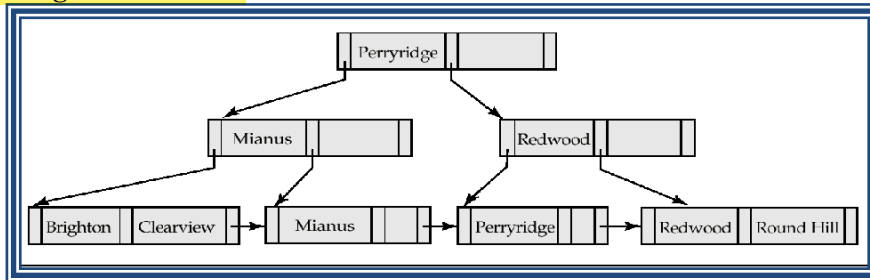 Perryridge
Mianus Redwood
Brighton Clearview Mianus Perryridge Redwood Round Hill